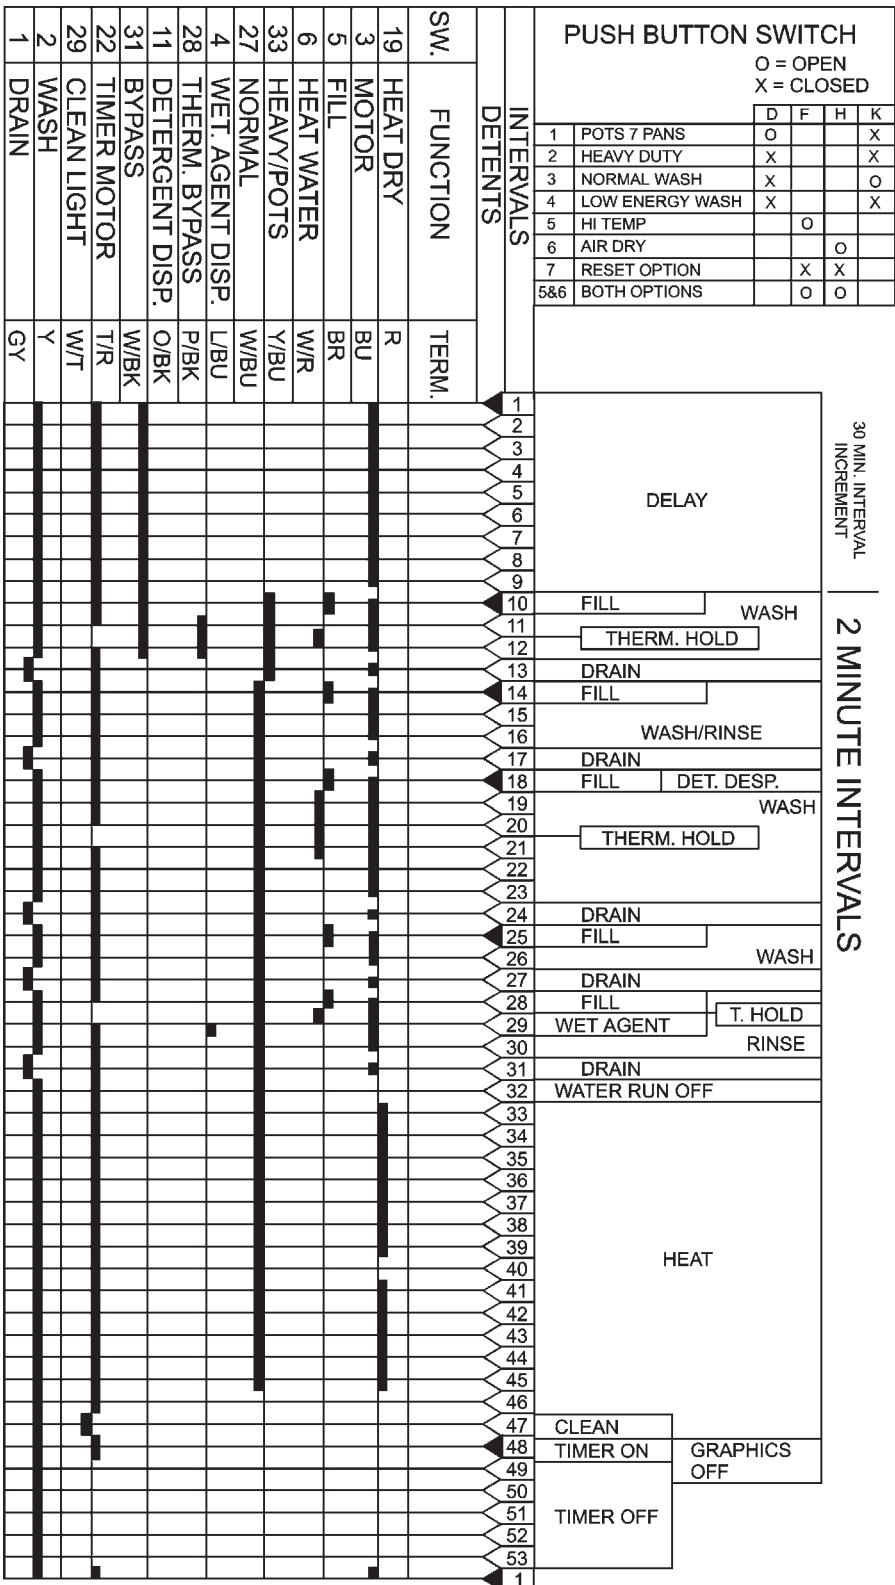 PUSH BUTTON SWITCH
O = OPEN
X = CLOSED
D F H K
1 POTS 7 PANS O X
2 HEAVY DUTY X X
3 NORMAL WASH X O
4 LOW ENERGY WASH X X
5 HI TEMP O
6 AIR DRY O
7 RESET OPTION X X
5&6 BOTH OPTIONS O O
INTERVALS
DETENTS
SW. FUNCTION TERM.
19 HEAT DRY R
3 MOTOR BU
5 FILL BR
6 HEAT WATER W/R
33 HEAVY/POTS Y/BU
27 NORMAL W/BU
4 WET. AGENT DISP. L/BU
28 THERM. BYPASS P/BK
11 DETERGENT DISP. O/BK
31 BYPASS W/BK
22 TIMER MOTOR T/R
29 CLEAN LIGHT W/T
2 WASH Y
1 DRAIN GY
30 MIN. INTERVAL
INCREMENT
2 MINUTE INTERVALS
1
2
3
4
5 DELAY
6
7
8
9
10 FILL WASH
11
12 THERM. HOLD
13 DRAIN
14 FILL
15
16 WASH/RINSE
17 DRAIN
18 FILL DET. DESP.
19 WASH
20
21 THERM. HOLD
22
23
24 DRAIN
25 FILL
26 WASH
27 DRAIN
28 FILL T. HOLD
29 WET AGENT
30 RINSE
31 DRAIN
32 WATER RUN OFF
33
34
35
36
37
38
39
40 HEAT
41
42
43
44
45
46
47 CLEAN
48 TIMER ON GRAPHICS
49 OFF
50
51 TIMER OFF
52
53
1